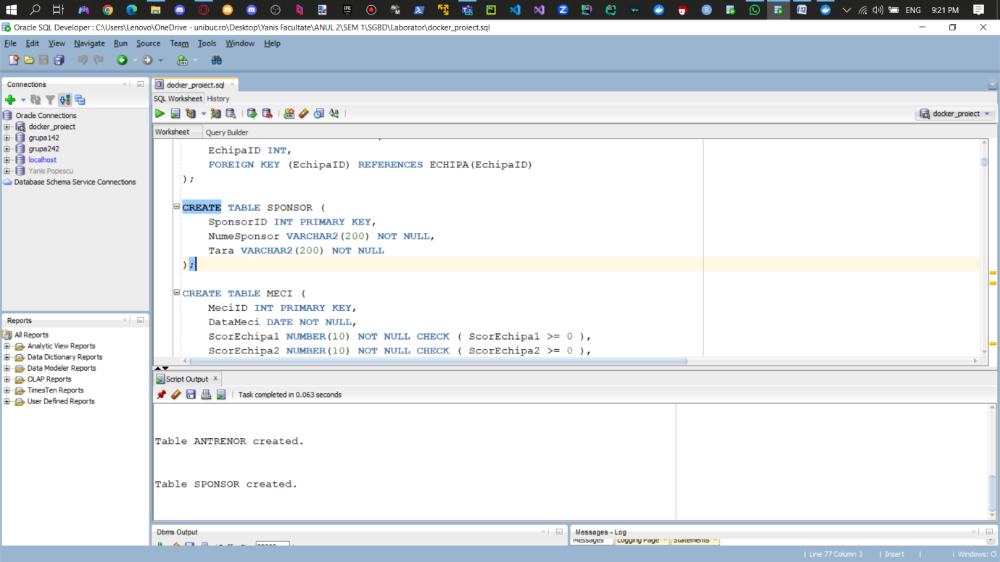 ENG 9:21 PM
Oracle SQL Developer : C:\Users\Lenovo\OneDrive - unibuc.ro\Desktop\Yanis Facultate\ANUL 2\SEM 1\SGBD\Laborator\docker_proiect.sql
File Edit View Navigate Run Source Team Tools Window Help
Connections
Oracle Connections
docker_proiect
grupa142
grupa242
localhost
Yanis Popescu
Database Schema Service Connections
Reports
All Reports
Analytic View Reports
Data Dictionary Reports
Data Modeler Reports
OLAP Reports
TimesTen Reports
User Defined Reports
docker_proiect.sql
SQL Worksheet History
docker_proiect
Worksheet Query Builder
EchipaID INT,
FOREIGN KEY (EchipaID) REFERENCES ECHIPA(EchipaID)
);
CREATE TABLE SPONSOR (
SponsorID INT PRIMARY KEY,
NumeSponsor VARCHAR2(200) NOT NULL,
Tara VARCHAR2(200) NOT NULL
);
CREATE TABLE MECI (
MeciID INT PRIMARY KEY,
DataMeci DATE NOT NULL,
ScorEchipa1 NUMBER(10) NOT NULL CHECK ( ScorEchipa1 >= 0 ),
ScorEchipa2 NUMBER(10) NOT NULL CHECK ( ScorEchipa2 >= 0 ),
Script Output
Task completed in 0.063 seconds
Table ANTRENOR created.
Table SPONSOR created.
Dbms Output
Messages - Log
Messages Logging Page Statements
Line 77 Column 3 Insert Windows: CF